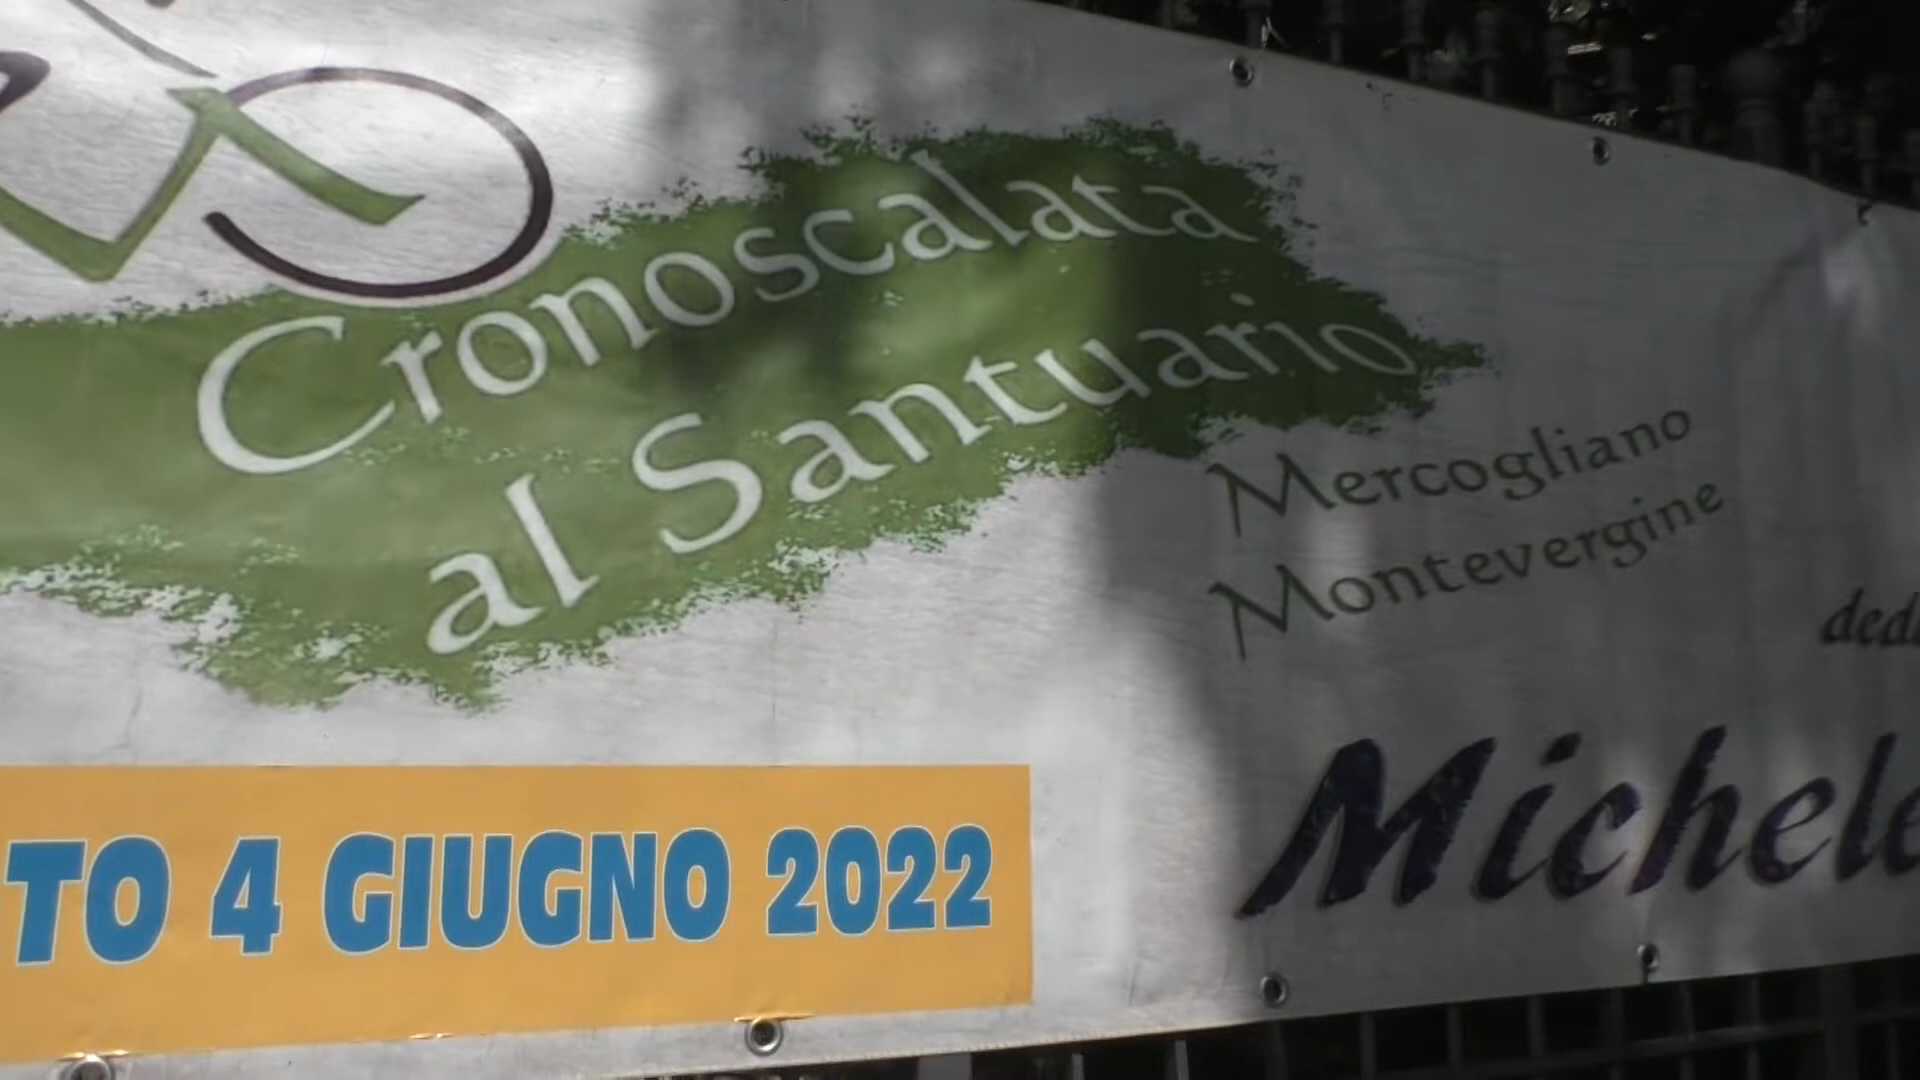 Cronoscalata
al Santuario
Mercogliano
Montevergine
Michele
TO 4 GIUGNO 2022